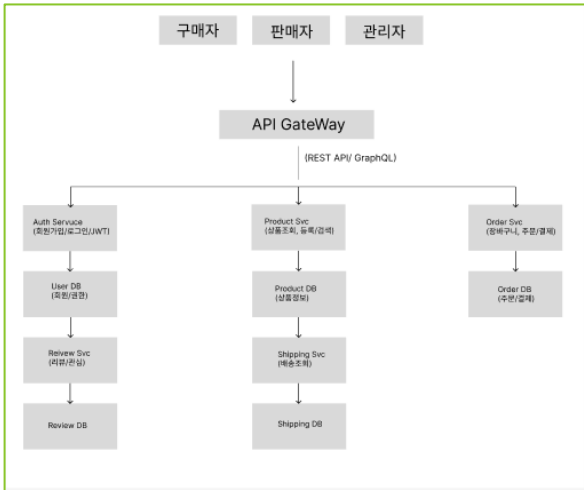 구매자
판매자
관리자
API GateWay
(REST API/ GraphQL)
Auth Servuce
(회원가입/로그인/JWT)
Product Svc
(상품조회, 등록/검색)
Order Svc
(장바구니, 주문/결제)
User DB
(회원/권한)
Product DB
(상품정보)
Order DB
(주문/결제)
Reivew Svc
(리뷰/관심)
Shipping Svc
(배송조회)
Review DB
Shipping DB